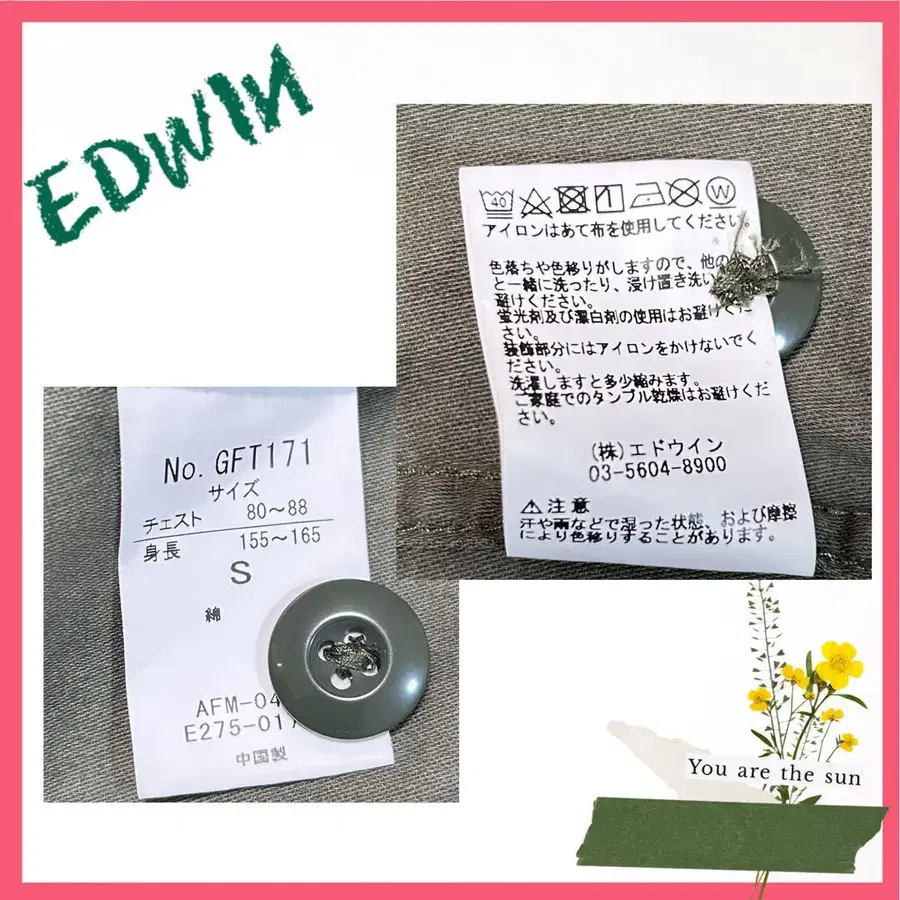 EDWIN
40
W
アイロンはあて布を使用してください。
色落ちや色移りがしますので、他の
と一緒に洗ったり、浸け置き洗い
避けください。
蛍光剤及び漂白剤の使用はお避けくだ
さい。
装飾部分にはアイロンをかけないでく
ださい。
洗濯しますと多少縮みます。
ご家庭でのタンブル乾燥はお避けくだ
さい。
(株)エドウイン
03-5604-8900
⚠注意
汗や雨などで湿った状態、および摩擦
により色移りすることがあります。
No. GFT171
サイズ
チェスト 80～88
身長 155～165
S
綿
AFM-04
E275-017
中国製
You are the sun